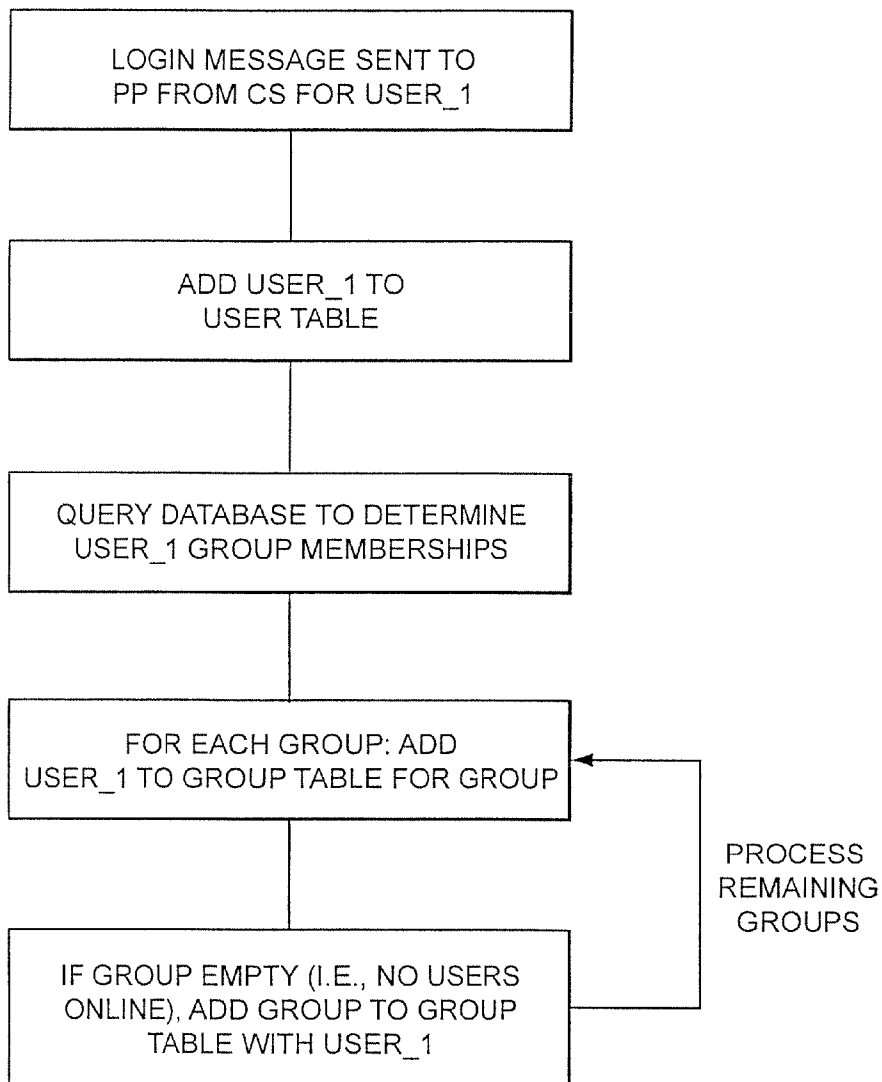 LOGIN MESSAGE SENT TO
PP FROM CS FOR USER_1
ADD USER_1 TO
USER TABLE
QUERY DATABASE TO DETERMINE
USER_1 GROUP MEMBERSHIPS
FOR EACH GROUP: ADD
USER_1 TO GROUP TABLE FOR GROUP
PROCESS
REMAINING
GROUPS
IF GROUP EMPTY (I.E., NO USERS
ONLINE), ADD GROUP TO GROUP
TABLE WITH USER_1